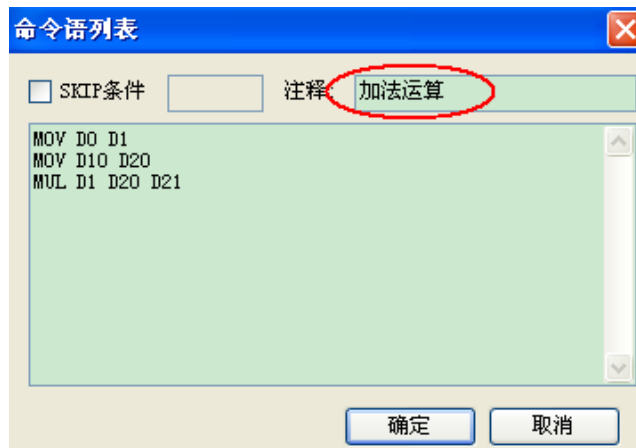 命令语列表
SKIP条件 注释: 加法运算
MOV D0 D1
MOV D10 D20
MUL D1 D20 D21
确定 取消